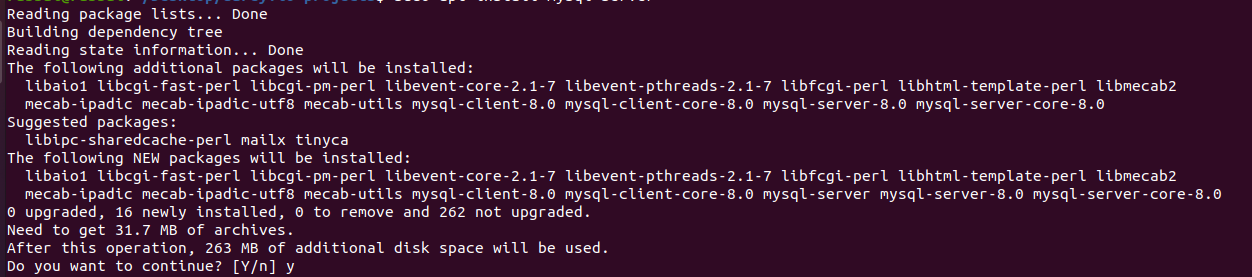 Reading package lists... Done
Building dependency tree
Reading state information... Done
The following additional packages will be installed:
  libaio1 libcgi-fast-perl libcgi-pm-perl libevent-core-2.1-7 libevent-pthreads-2.1-7 libfcgi-perl libhtml-template-perl libmecab2
  mecab-ipadic mecab-ipadic-utf8 mecab-utils mysql-client-8.0 mysql-client-core-8.0 mysql-server-8.0 mysql-server-core-8.0
Suggested packages:
  libipc-sharedcache-perl mailx tinyca
The following NEW packages will be installed:
  libaio1 libcgi-fast-perl libcgi-pm-perl libevent-core-2.1-7 libevent-pthreads-2.1-7 libfcgi-perl libhtml-template-perl libmecab2
  mecab-ipadic mecab-ipadic-utf8 mecab-utils mysql-client-8.0 mysql-client-core-8.0 mysql-server mysql-server-8.0 mysql-server-core-8.0
0 upgraded, 16 newly installed, 0 to remove and 262 not upgraded.
Need to get 31.7 MB of archives.
After this operation, 263 MB of additional disk space will be used.
Do you want to continue? [Y/n] y